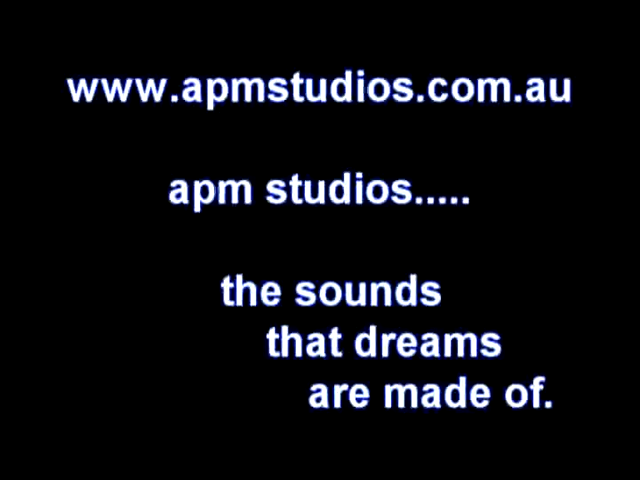 www.apmstudios.com.au
apm studios.....
the sounds
that dreams
are made of.